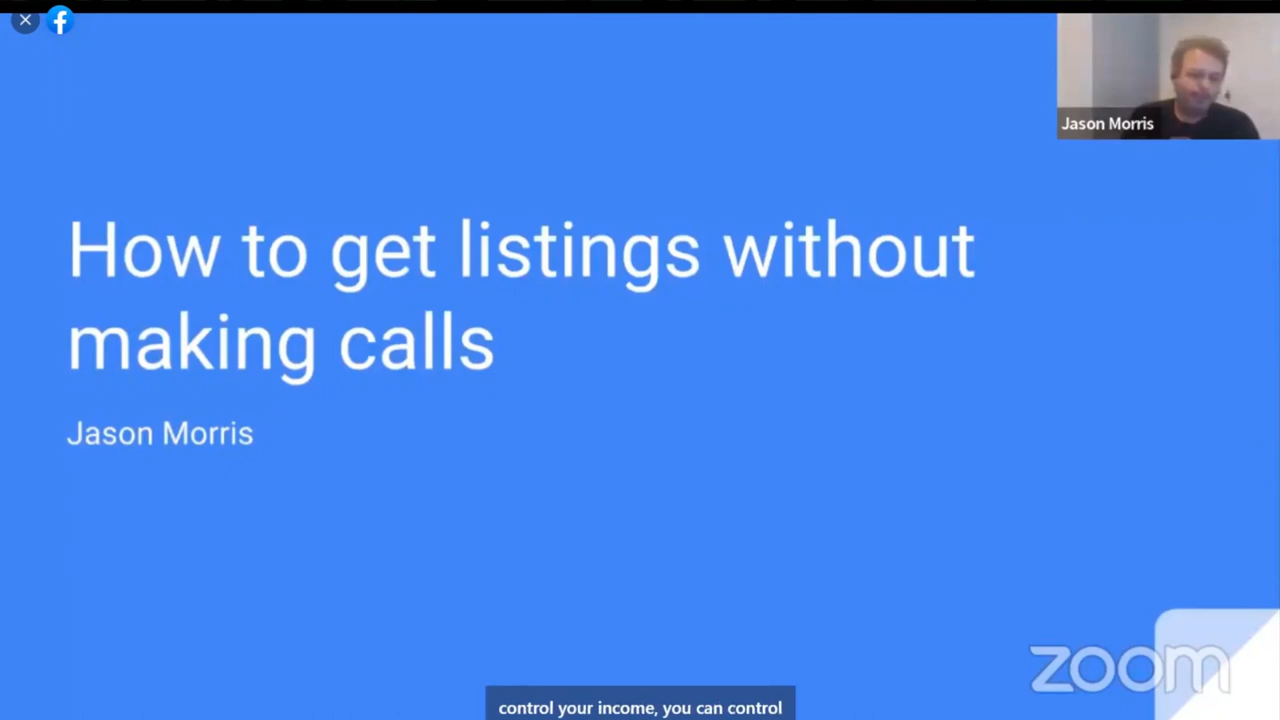 Jason Morris
How to get listings without
making calls
Jason Morris
zoom
control your income, you can control